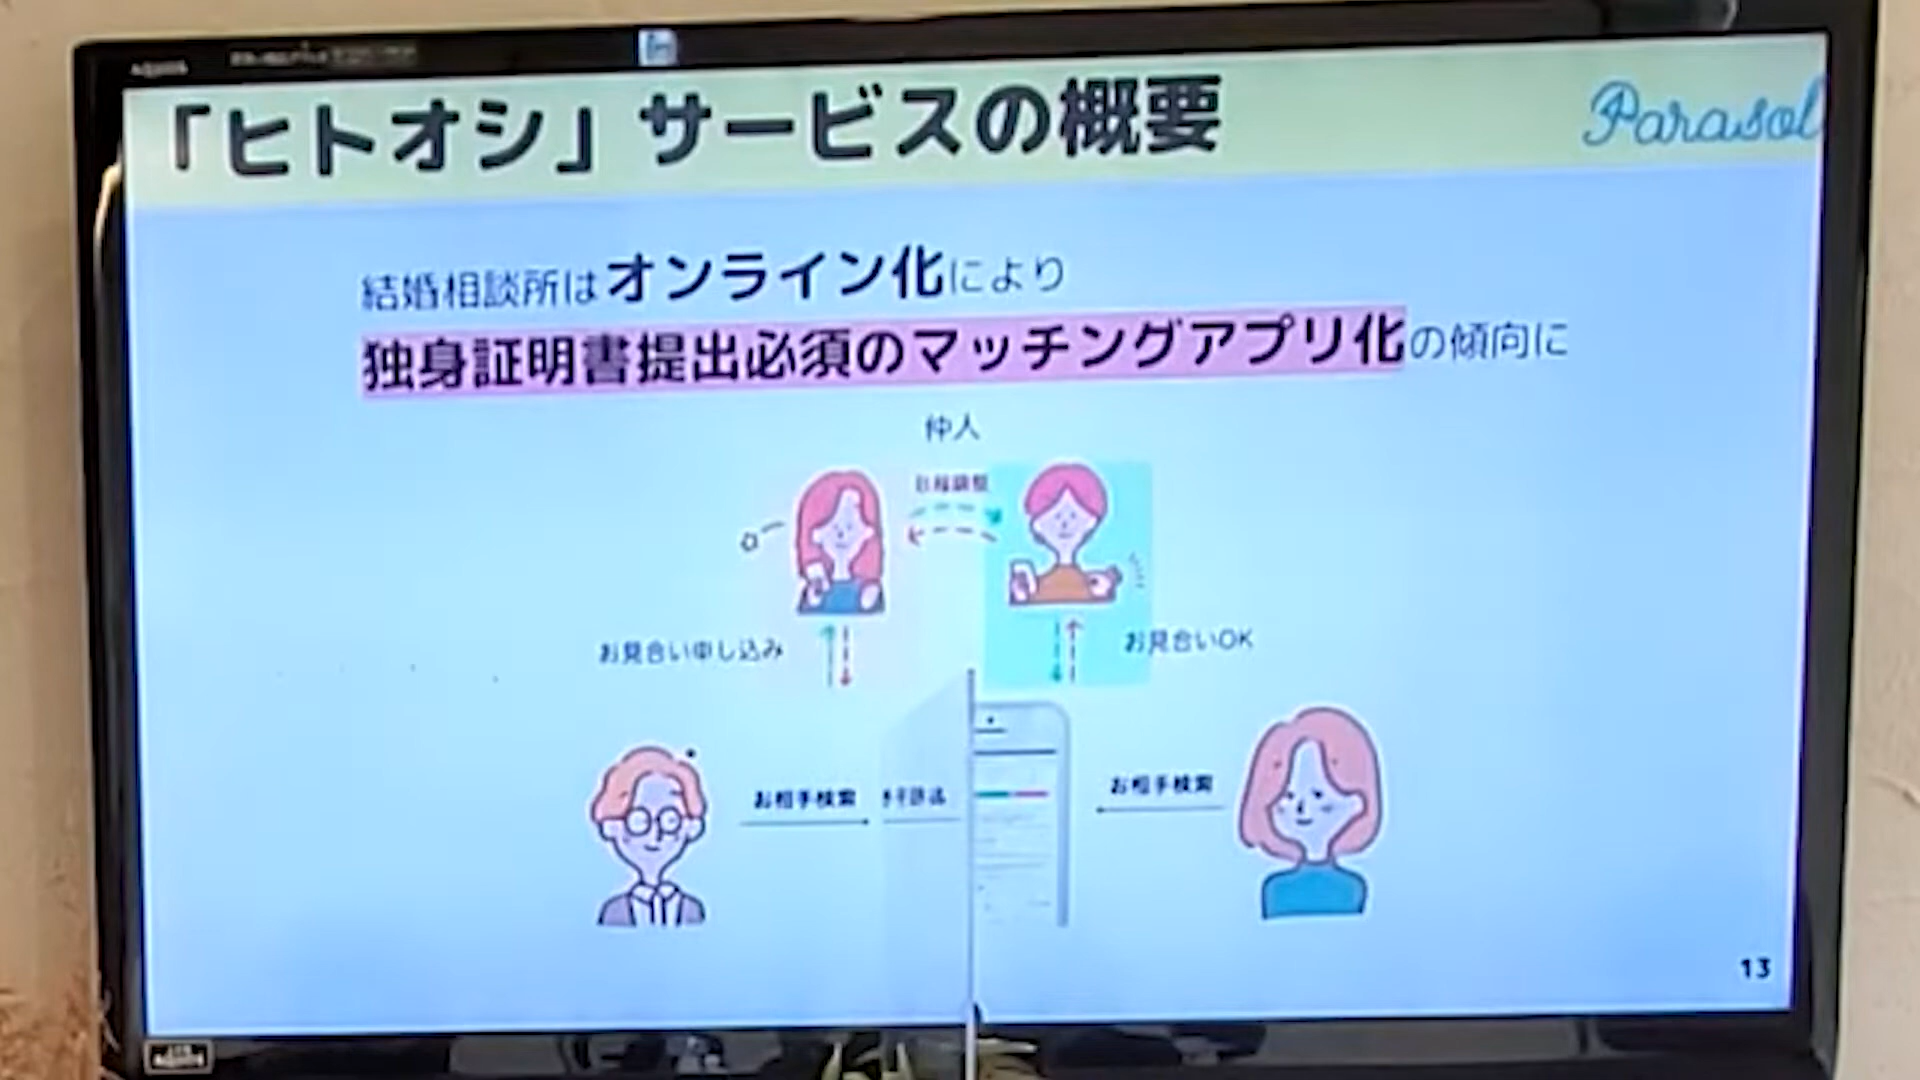 「ヒトオシ」サービスの概要
Parasol
結婚相談所はオンライン化により
独身証明書提出必須のマッチングアプリ化の傾向に
仲人
日程調整
お見合い申し込み
お見合いOK
お相手検索
お相手検索
13